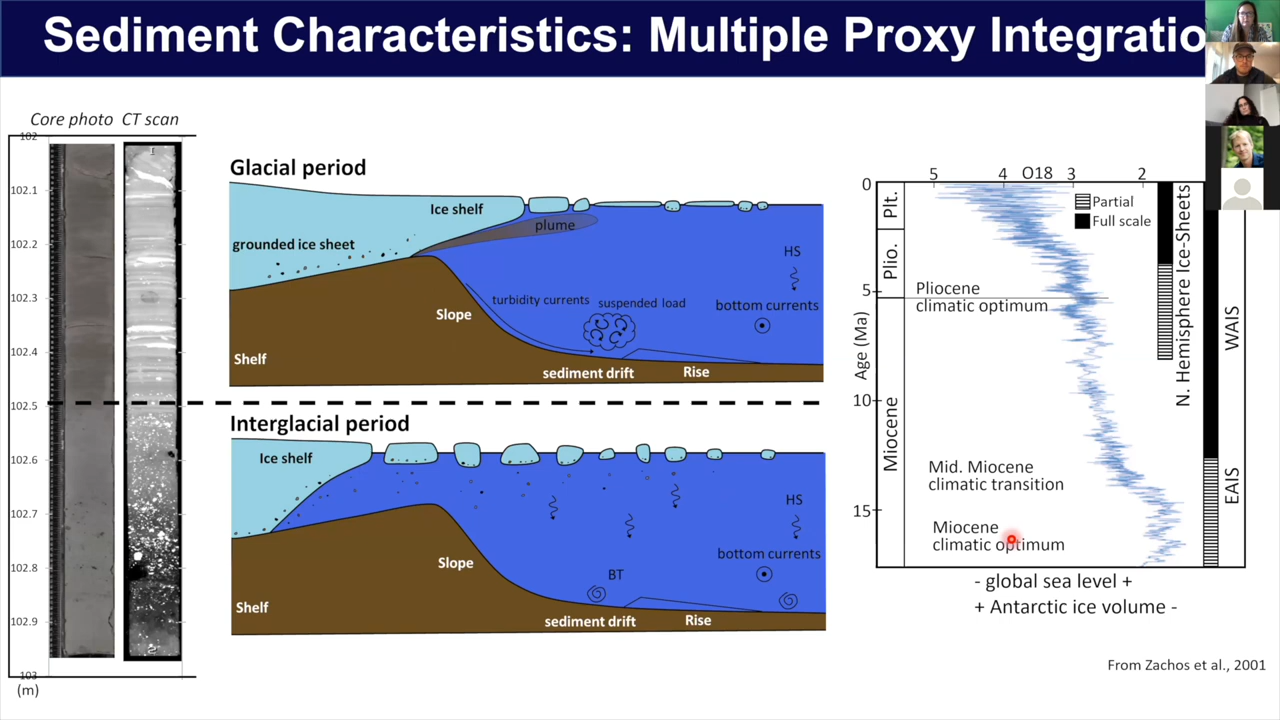 Sediment Characteristics: Multiple Proxy Integratio
Core photo CT scan
102
102.1
102.2
102.3
102.4
102.5
102.6
102.7
102.8
102.9
103
(m)
Glacial period
Ice shelf
grounded ice sheet
plume
HS
turbidity currents
suspended load
bottom currents
Slope
Shelf
sediment drift
Rise
Interglacial period
Ice shelf
HS
bottom currents
Slope
BT
Shelf
sediment drift
Rise
5 4 O18 3 2
0
5
10
15
Age (Ma)
Plt.
Plio.
Miocene
Partial
Full scale
Pliocene
climatic optimum
Mid. Miocene
climatic transition
Miocene
climatic optimum
N. Hemisphere Ice-Sheets
WAIS
EAIS
- global sea level +
+ Antarctic ice volume -
From Zachos et al., 2001